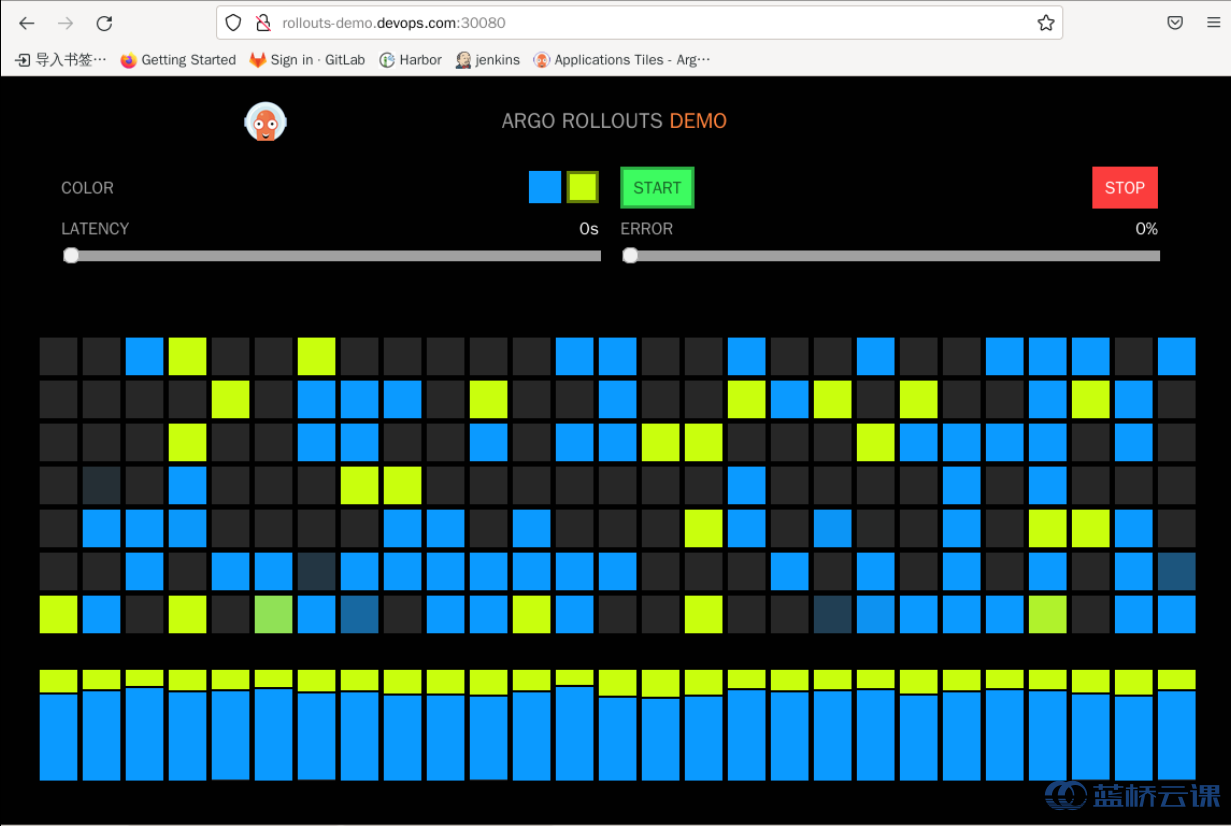 rollouts-demo.devops.com:30080
导入书签… Getting Started Sign in · GitLab Harbor jenkins Applications Tiles - Arg…
ARGO ROLLOUTS DEMO
COLOR START STOP
LATENCY 0s ERROR 0%
蓝桥云课